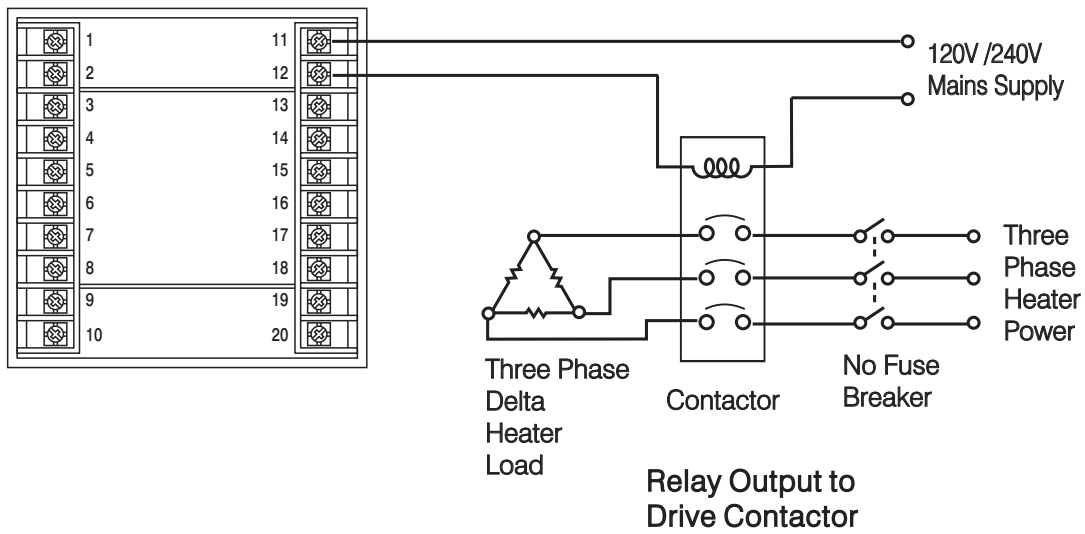 1
2
3
4
5
6
7
8
9
10
11
12
13
14
15
16
17
18
19
20
120V /240V
Mains Supply
Three
Phase
Heater
Power
No Fuse
Breaker
Contactor
Three Phase
Delta
Heater
Load
Relay Output to
Drive Contactor